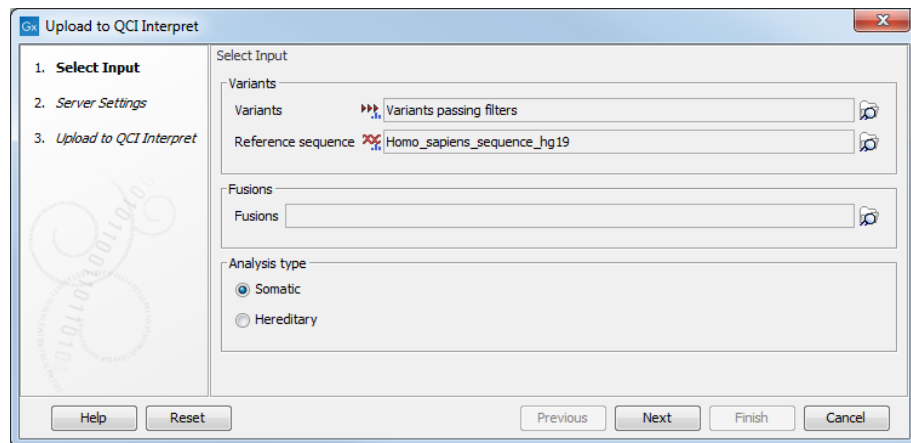 Gx Upload to QCI Interpret
1. Select Input
2. Server Settings
3. Upload to QCI Interpret
Select Input
Variants
Variants Variants passing filters
Reference sequence Homo_sapiens_sequence_hg19
Fusions
Fusions
Analysis type
Somatic
Hereditary
Help Reset Previous Next Finish Cancel